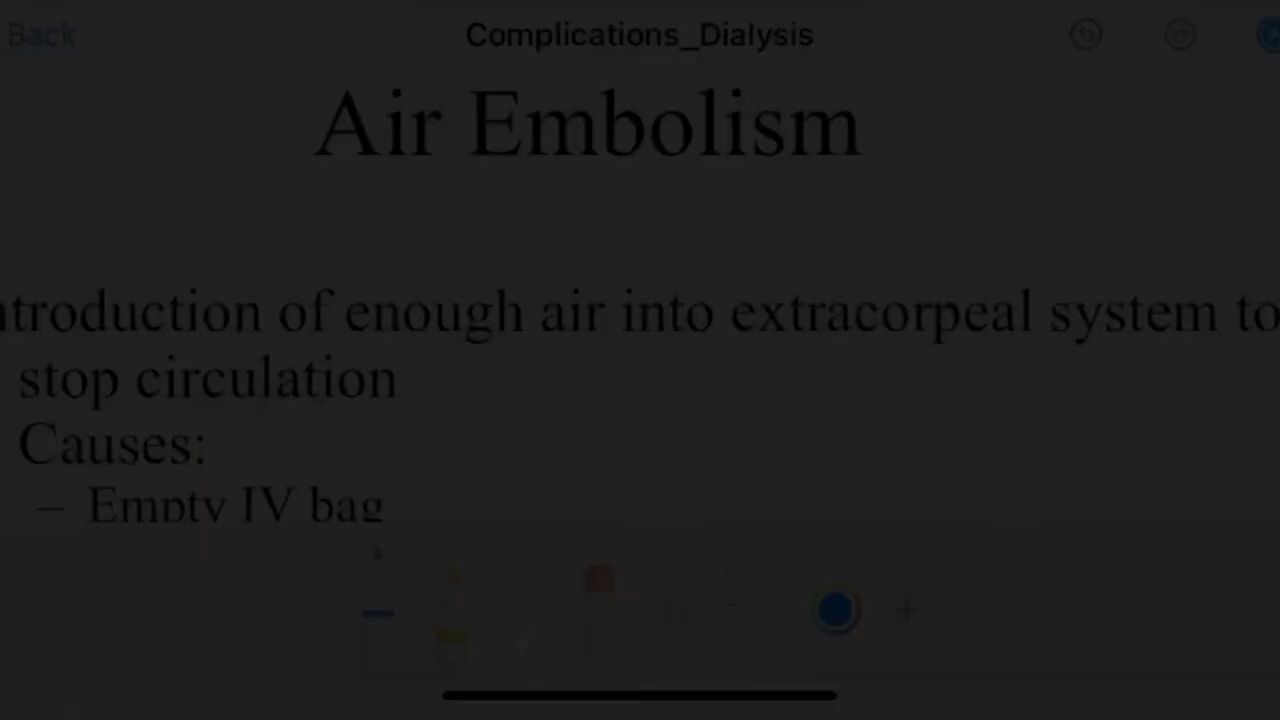 Back
Complications_Dialysis
Air Embolism
ntroduction of enough air into extracorpeal system to
stop circulation
Causes:
– Empty IV bag